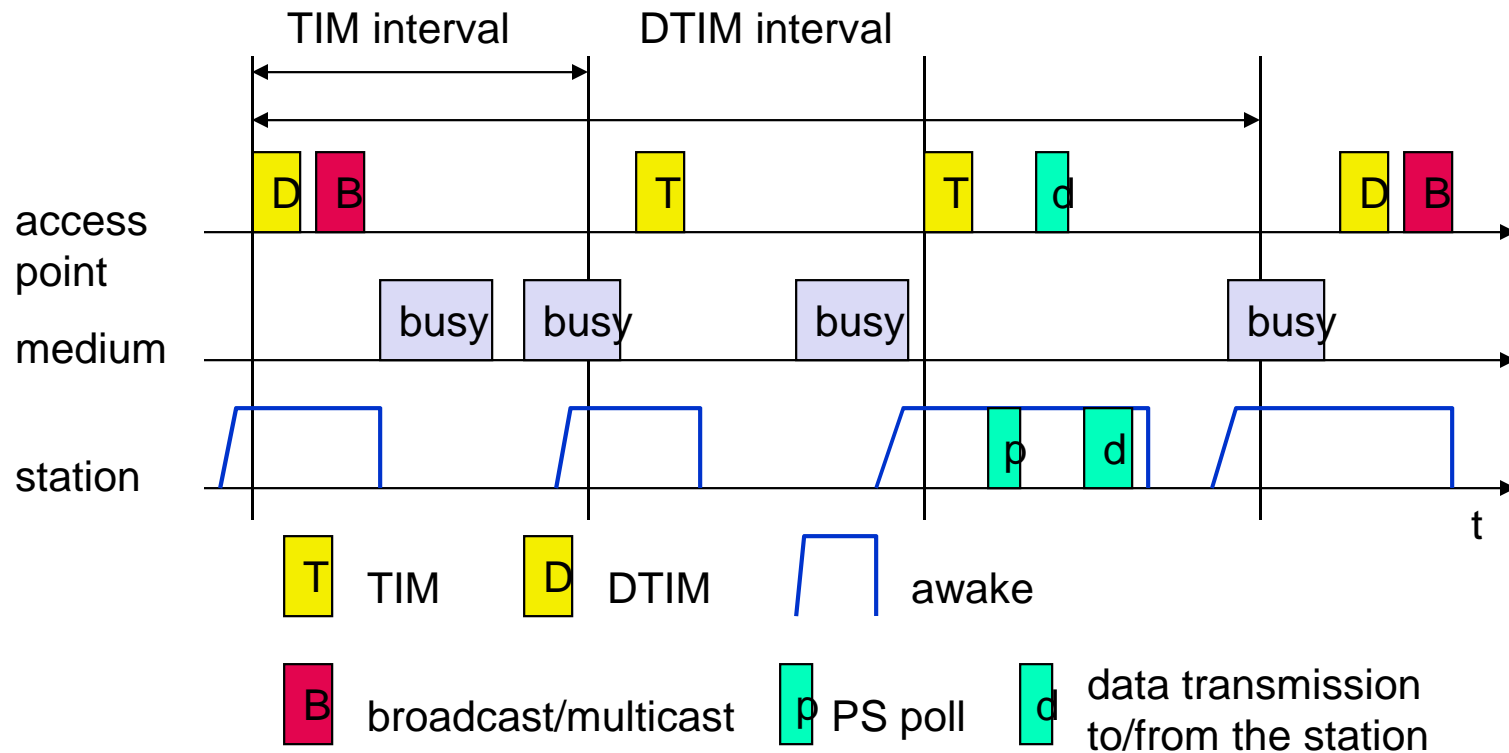 TIM interval DTIM interval
D B T T d D B
access
point
busy busy busy busy
medium
p d
station
t
T TIM D DTIM awake
B broadcast/multicast p PS poll d data transmission
to/from the station